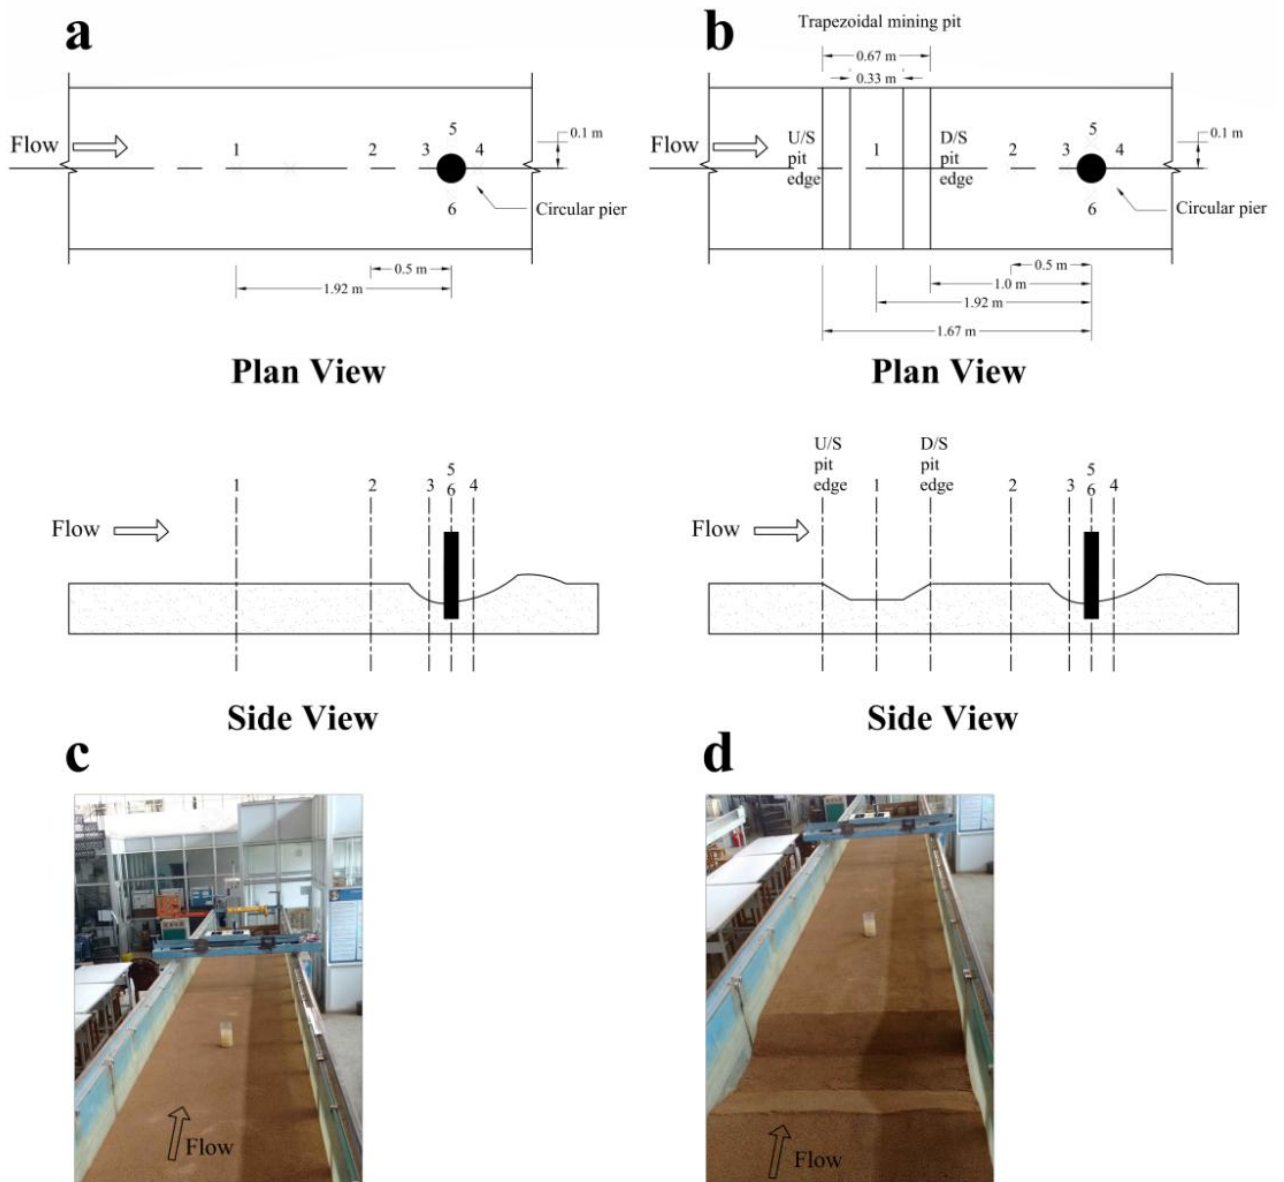 a
Flow
1
2
3
4
5
6
0.1 m
Circular pier
0.5 m
1.92 m
Plan View
b
Trapezoidal mining pit
0.67 m
0.33 m
Flow
U/S
pit
edge
1
D/S
pit
edge
2
3
4
5
6
0.1 m
Circular pier
0.5 m
1.0 m
1.92 m
1.67 m
Plan View
1
2
3
5
6
4
Flow
Side View
U/S
pit
edge
1
D/S
pit
edge
2
3
5
6
4
Flow
Side View
c
Flow
d
Flow